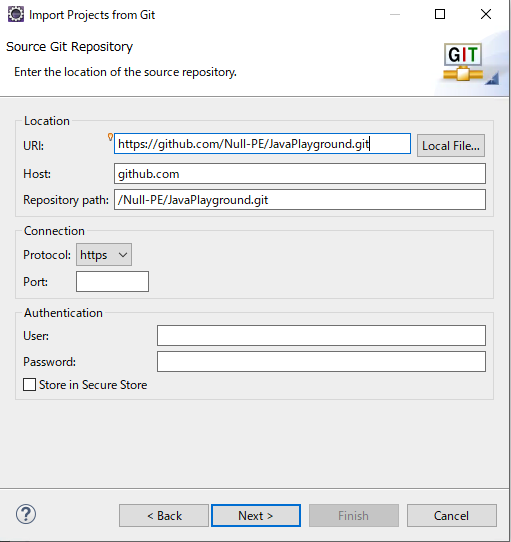 Import Projects from Git
Source Git Repository
Enter the location of the source repository.
GIT
Location
URI: https://github.com/Null-PE/JavaPlayground.git Local File...
Host: github.com
Repository path: /Null-PE/JavaPlayground.git
Connection
Protocol: https
Port:
Authentication
User:
Password:
Store in Secure Store
? < Back Next > Finish Cancel